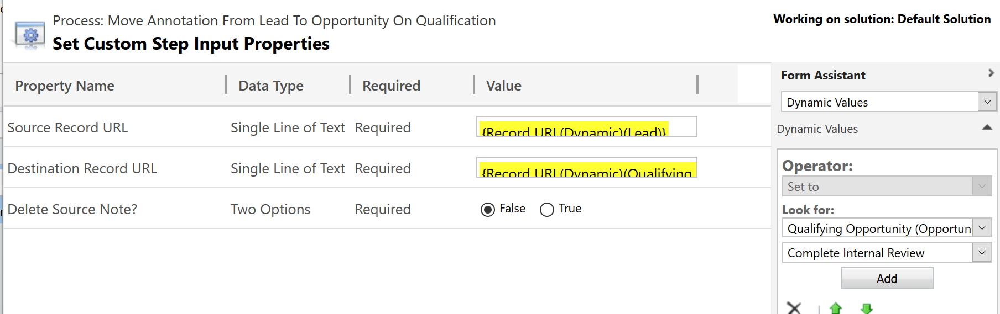 Process: Move Annotation From Lead To Opportunity On Qualification
Set Custom Step Input Properties
Working on solution: Default Solution
Property Name Data Type Required Value
Source Record URL Single Line of Text Required {Record URL(Dynamic)(Lead)}
Destination Record URL Single Line of Text Required {Record URL(Dynamic)(Qualifying
Delete Source Note? Two Options Required False True
Form Assistant
Dynamic Values
Dynamic Values
Operator:
Set to
Look for:
Qualifying Opportunity (Opportun
Complete Internal Review
Add